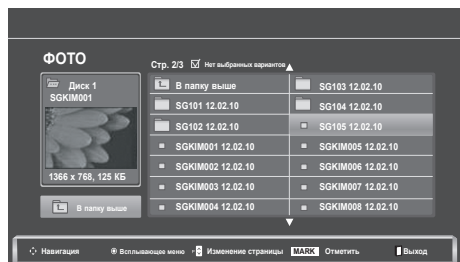 ФОТО
Стр. 2/3 Нет выбранных вариантов
Диск 1
SGKIM001
1366 x 768, 125 КБ
В папку выше
В папку выше
SG101 12.02.10
SG102 12.02.10
SGKIM001 12.02.10
SGKIM002 12.02.10
SGKIM003 12.02.10
SGKIM004 12.02.10
SG103 12.02.10
SG104 12.02.10
SG105 12.02.10
SGKIM005 12.02.10
SGKIM006 12.02.10
SGKIM007 12.02.10
SGKIM008 12.02.10
Навигация Всплывающее меню P Изменение страницы MARK Отметить Выход